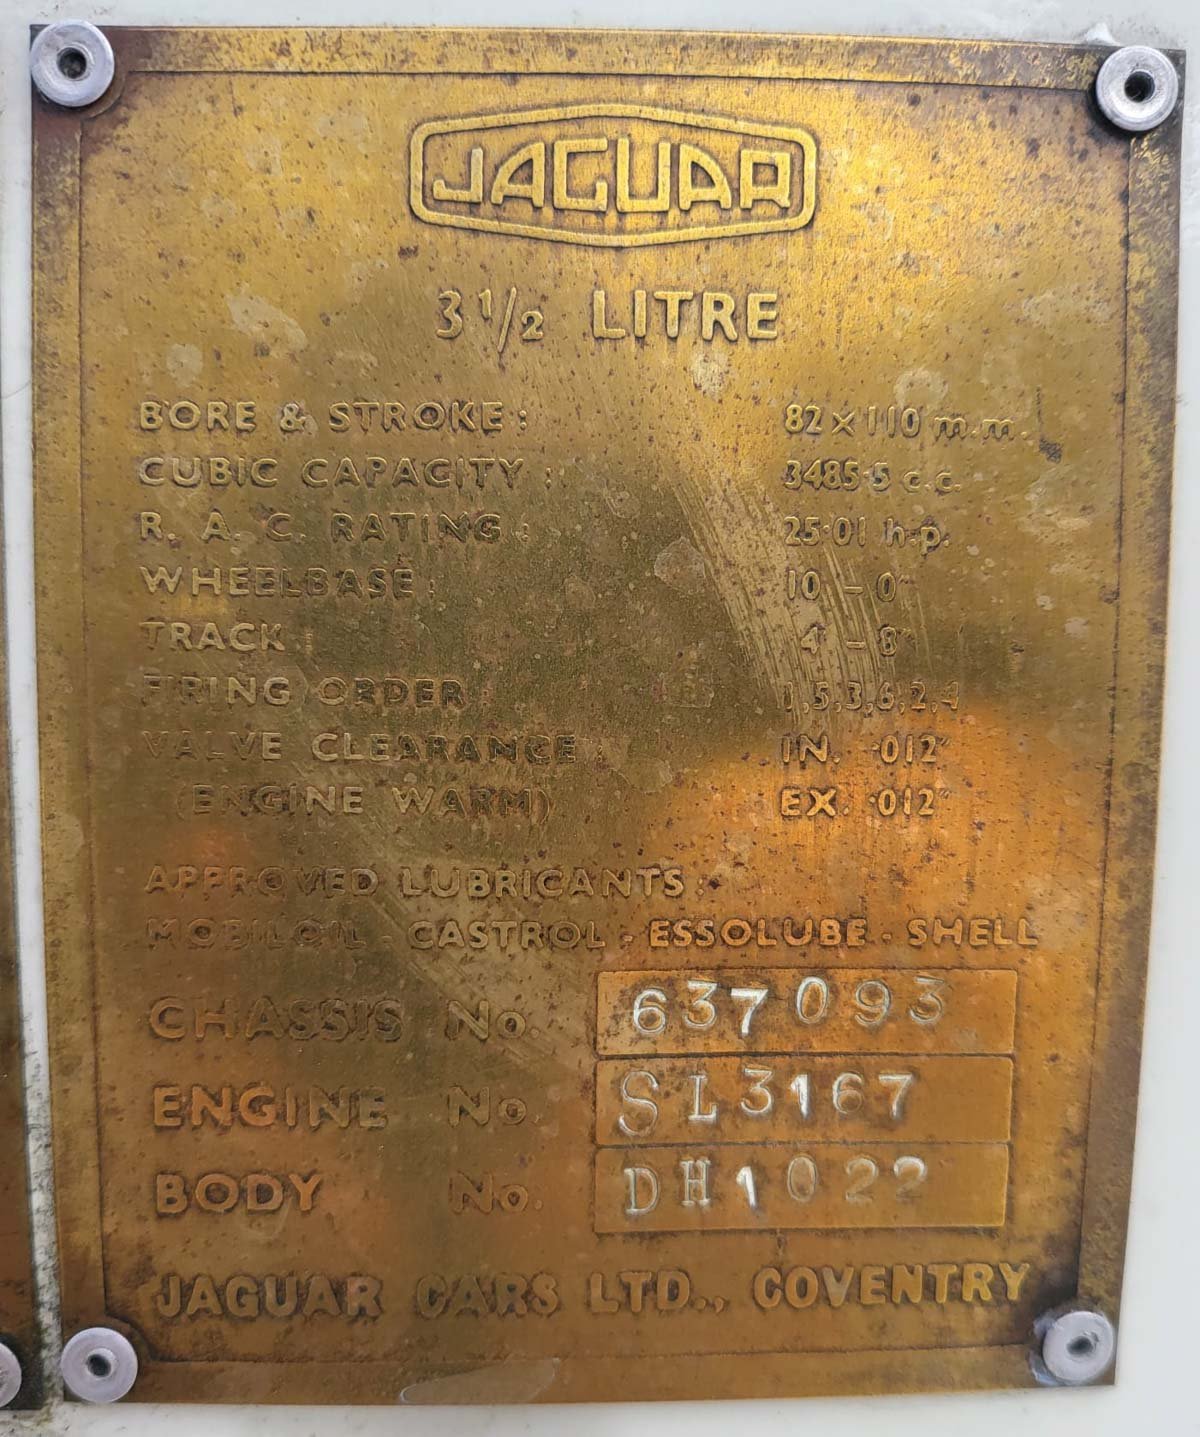 JAGUAR
3 1/2 LITRE
BORE & STROKE: 82 × 110 m.m.
CUBIC CAPACITY: 3485·5 c.c.
R. A. C. RATING: 25·01 h.p.
WHEELBASE: 10' – 0"
TRACK: 4' – 8"
FIRING ORDER: 1,5,3,6,2,4
VALVE CLEARANCE: IN. ·012"
(ENGINE WARM) EX. ·012"
APPROVED LUBRICANTS:
MOBILOIL - CASTROL - ESSOLUBE - SHELL
CHASSIS No. 637093
ENGINE No. SL3167
BODY No. DH1022
JAGUAR CARS LTD., COVENTRY